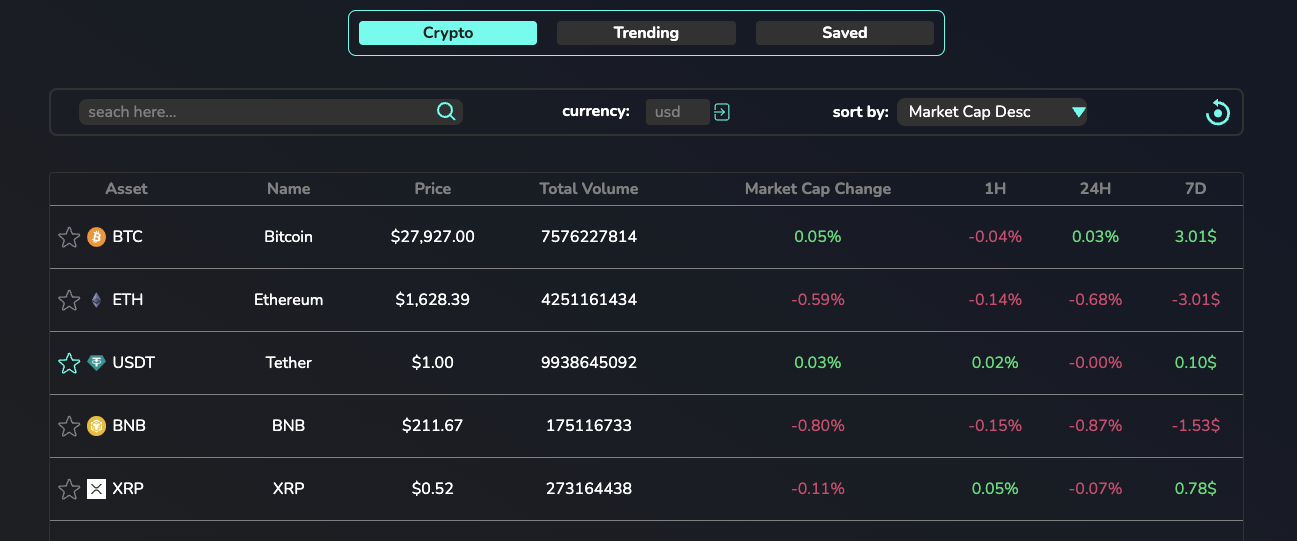 Crypto Trending Saved
seach here... currency: usd sort by: Market Cap Desc
Asset Name Price Total Volume Market Cap Change 1H 24H 7D
BTC Bitcoin $27,927.00 7576227814 0.05% -0.04% 0.03% 3.01$
ETH Ethereum $1,628.39 4251161434 -0.59% -0.14% -0.68% -3.01$
USDT Tether $1.00 9938645092 0.03% 0.02% -0.00% 0.10$
BNB BNB $211.67 175116733 -0.80% -0.15% -0.87% -1.53$
XRP XRP $0.52 273164438 -0.11% 0.05% -0.07% 0.78$